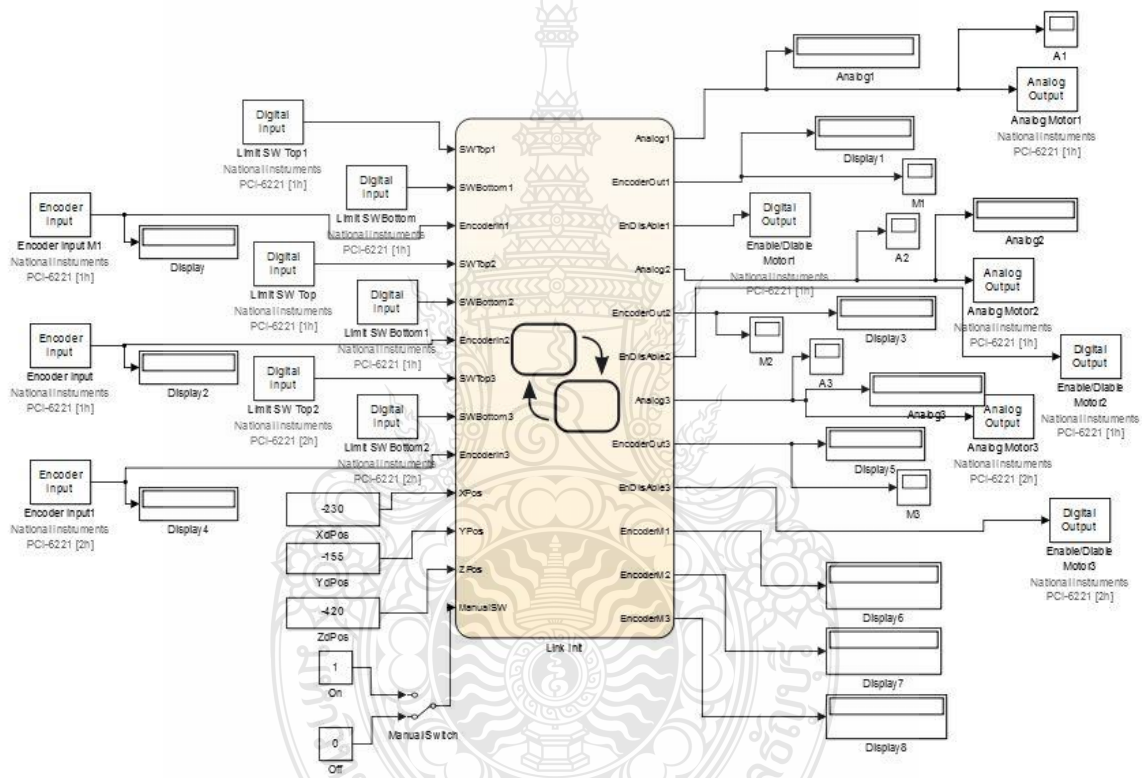 Digital
Input
Limit SW Top1
National Instruments
PCI-6221 [1h]
Digital
Input
Limit SW Bottom
National Instruments
PCI-6221 [1h]
Encoder
Input
Encoder Input M1
National Instruments
PCI-6221 [1h]
Display
Digital
Input
Limit SW Top
National Instruments
PCI-6221 [1h]
Digital
Input
Limit SW Bottom1
National Instruments
PCI-6221 [1h]
Encoder
Input
Encoder Input
National Instruments
PCI-6221 [1h]
Display2
Digital
Input
Limit SW Top2
National Instruments
PCI-6221 [2h]
Digital
Input
Limit SW Bottom2
National Instruments
PCI-6221 [2h]
Encoder
Input
Encoder Input1
National Instruments
PCI-6221 [2h]
Display4
-230
XdPos
-155
YdPos
-420
ZdPos
1
On
0
Off
Manual Switch
SWTop1
SWBottom1
EncoderIn1
SWTop2
SWBottom2
EncoderIn2
SWTop3
SWBottom3
EncoderIn3
XPos
YPos
ZPos
ManualSW
Analog1
EncoderOut1
EnDisAble1
Analog2
EncoderOut2
EnDisAble2
Analog3
EncoderOut3
EnDisAble3
EncoderM1
EncoderM2
EncoderM3
Link Init
Analog1
A1
Analog
Output
Analog Motor1
National Instruments
PCI-6221 [1h]
Display1
M1
Digital
Output
Enable/Diable
Motor1
National Instruments
PCI-6221 [1h]
A2
Analog2
Analog
Output
Analog Motor2
National Instruments
PCI-6221 [1h]
M2
Display3
Digital
Output
Enable/Diable
Motor2
National Instruments
PCI-6221 [1h]
A3
Analog3
Analog
Output
Analog Motor3
National Instruments
PCI-6221 [2h]
Display5
M3
Digital
Output
Enable/Diable
Motor3
National Instruments
PCI-6221 [2h]
Display6
Display7
Display8